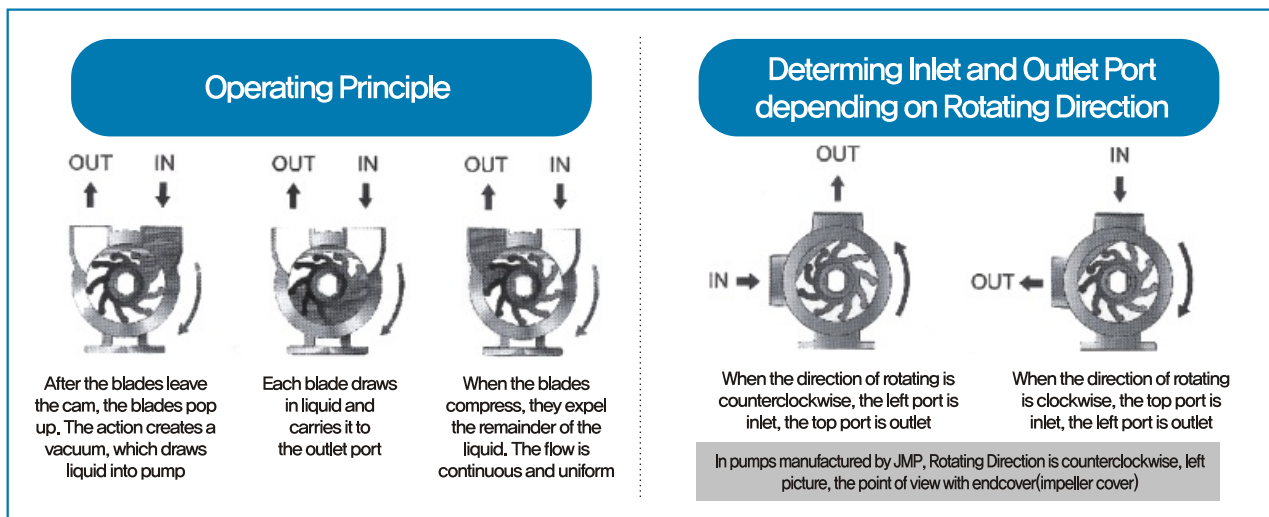 Operating Principle
OUT IN
OUT IN
OUT IN
After the blades leave
the cam, the blades pop
up. The action creates a
vacuum, which draws
liquid into pump
Each blade draws
in liquid and
carries it to
the outlet port
When the blades
compress, they expel
the remainder of the
liquid. The flow is
continuous and uniform
Determing Inlet and Outlet Port
depending on Rotating Direction
OUT
IN
IN
OUT
When the direction of rotating is
counterclockwise, the left port is
inlet, the top port is outlet
When the direction of rotating
is clockwise, the top port is
inlet, the left port is outlet
In pumps manufactured by JMP, Rotating Direction is counterclockwise, left
picture, the point of view with endcover(impeller cover)